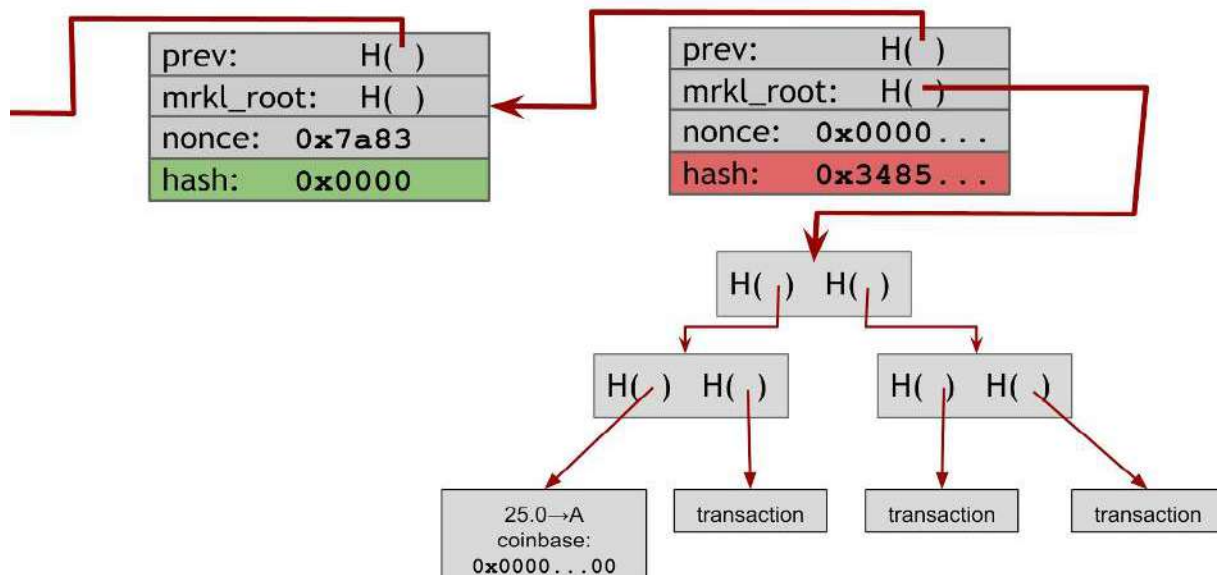 prev: H( )
mrkl_root: H( )
nonce: 0x7a83
hash: 0x0000
prev: H( )
mrkl_root: H( )
nonce: 0x0000...
hash: 0x3485...
H( ) H( )
H( ) H( )
H( ) H( )
25.0→A
coinbase:
0x0000...00
transaction
transaction
transaction